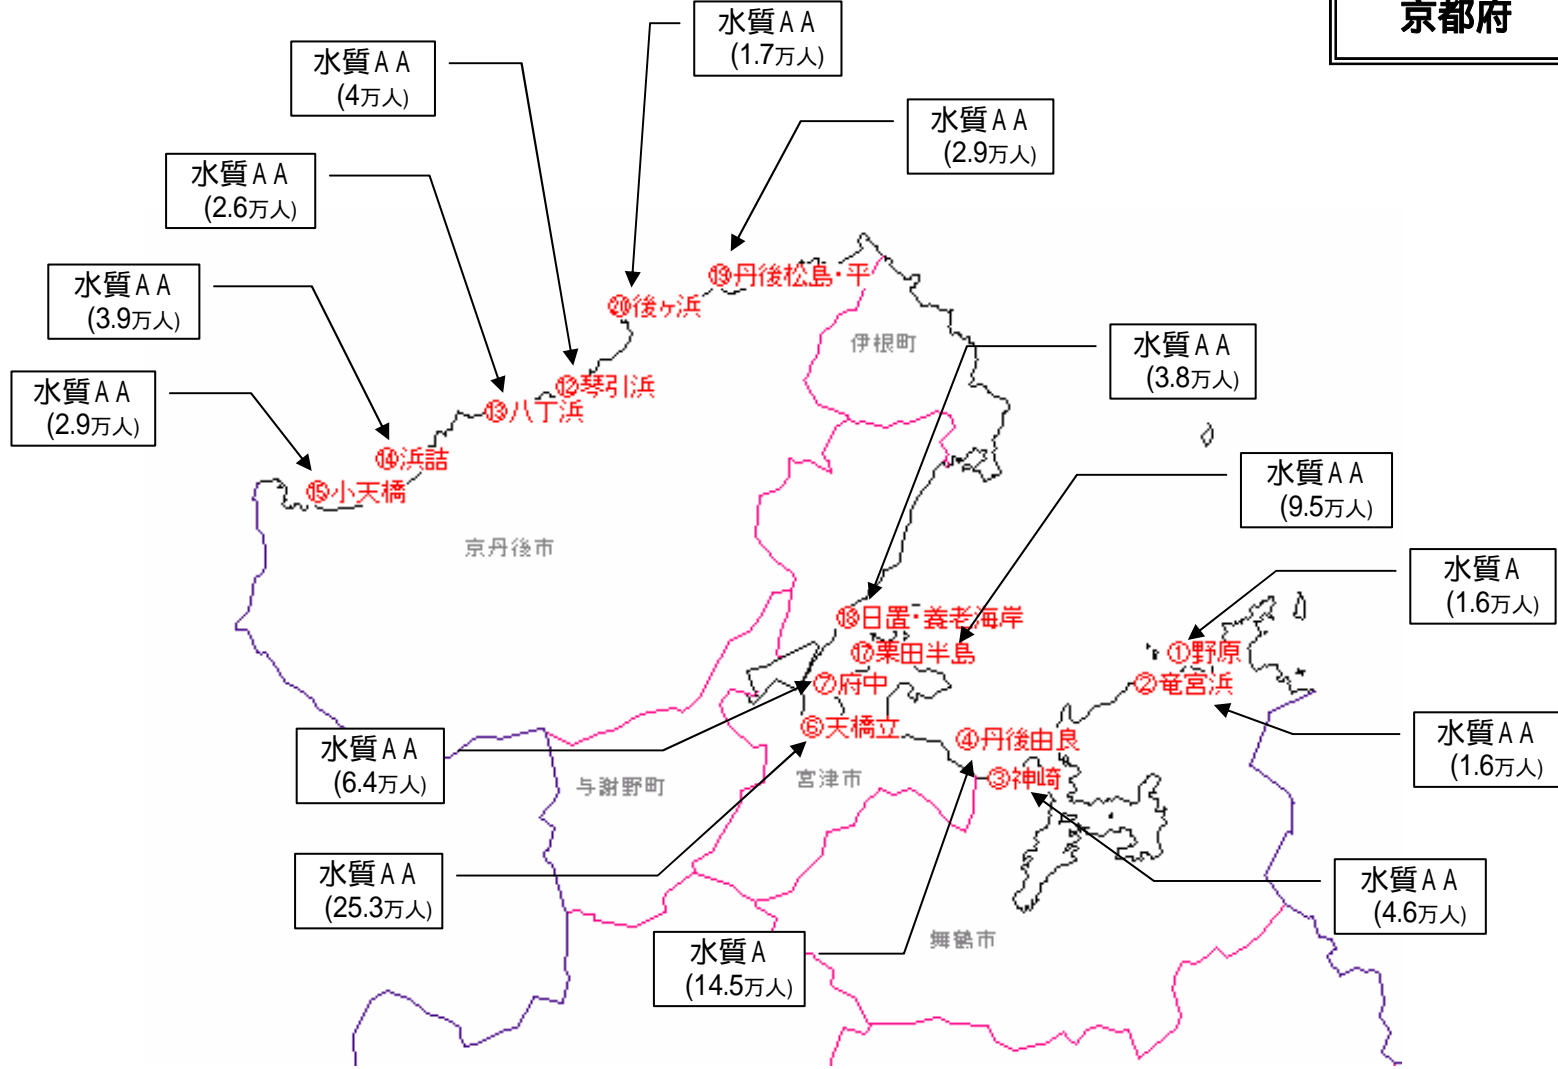 京都府
水質ＡＡ
(1.7万人)
水質ＡＡ
(4万人)
水質ＡＡ
(2.9万人)
水質ＡＡ
(2.6万人)
水質ＡＡ
(3.9万人)
水質ＡＡ
(2.9万人)
⑲丹後松島・平
⑳後ヶ浜
伊根町
水質ＡＡ
(3.8万人)
⑫琴引浜
⑬八丁浜
⑭浜詰
⑮小天橋
水質ＡＡ
(9.5万人)
京丹後市
水質Ａ
(1.6万人)
⑱日置・養老海岸
⑰栗田半島
①野原
⑦府中
②竜宮浜
⑥天橋立
④丹後由良
水質ＡＡ
(1.6万人)
水質ＡＡ
(6.4万人)
与謝野町
宮津市
③神崎
水質ＡＡ
(25.3万人)
水質ＡＡ
(4.6万人)
水質Ａ
(14.5万人)
舞鶴市